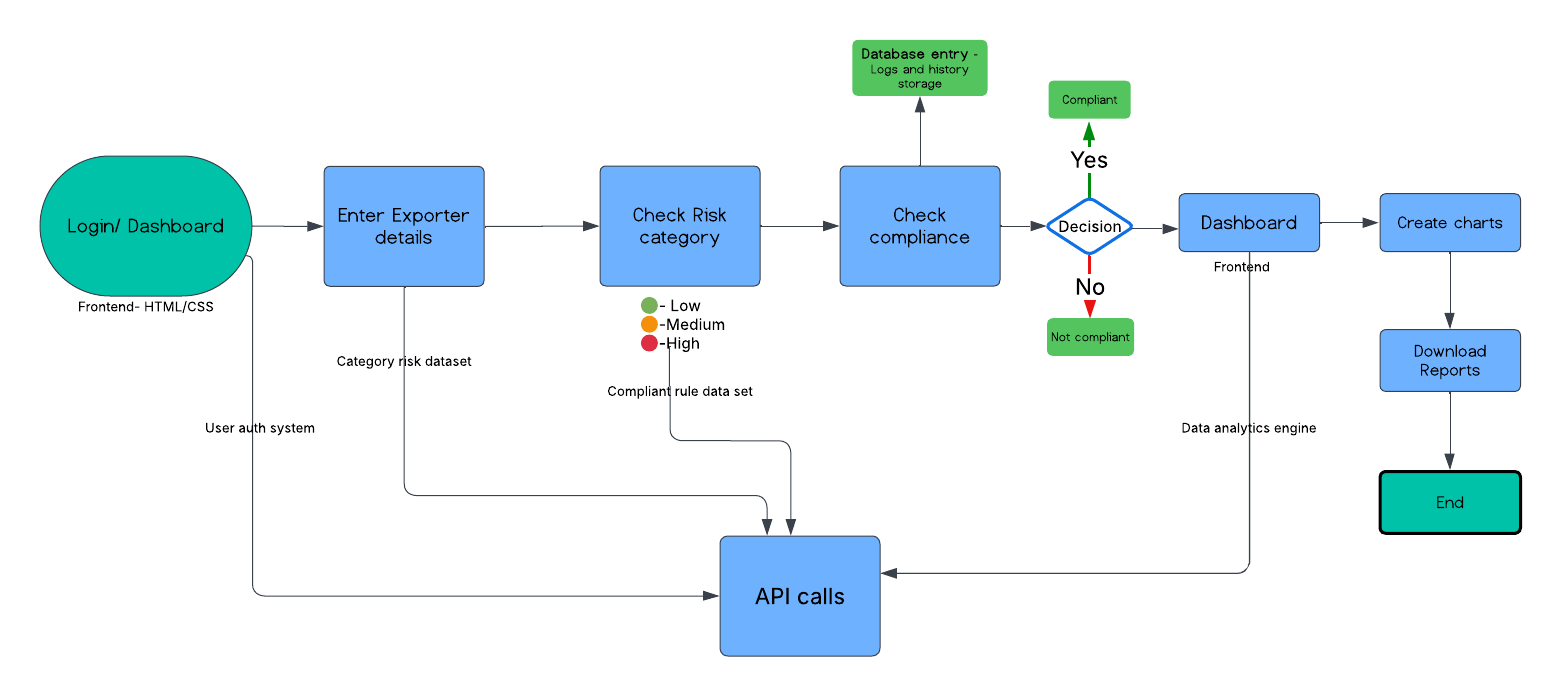 Database entry -
Logs and history
storage
Compliant
Yes
Login/ Dashboard
Enter Exporter
details
Check Risk
category
Check
compliance
Decision
Dashboard
Create charts
Frontend- HTML/CSS
Frontend
- Low
-Medium
-High
No
Not compliant
Download
Reports
Category risk dataset
Compliant rule data set
User auth system
Data analytics engine
End
API calls